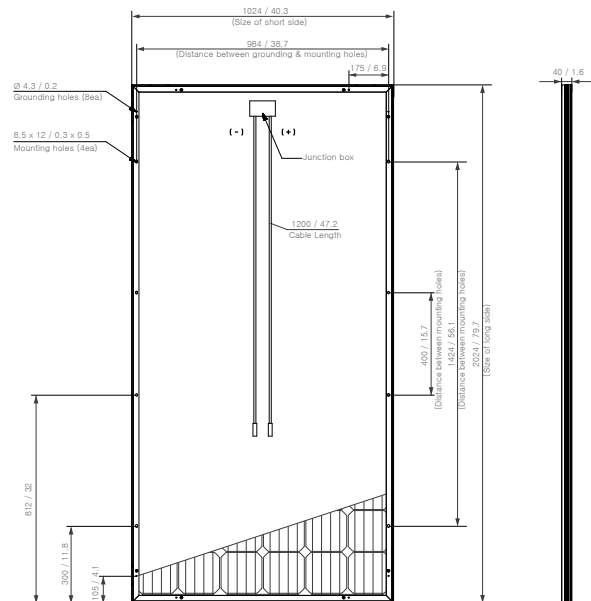 1024 / 40.3
(Size of short side)
984 / 38.7
(Distance between grounding & mounting holes)
175 / 6.9
40 / 1.6
Ø 4.3 / 0.2
Grounding holes (8ea)
8.5 x 12 / 0.3 x 0.5
Mounting holes (4ea)
(-)
(+)
Junction box
1200 / 47.2
Cable Length
400 / 15.7
(Distance between mounting holes)
1424 / 56.1
(Distance between mounting holes)
2024 / 79.7
(Size of long side)
812 / 32
300 / 11.8
105 / 4.1